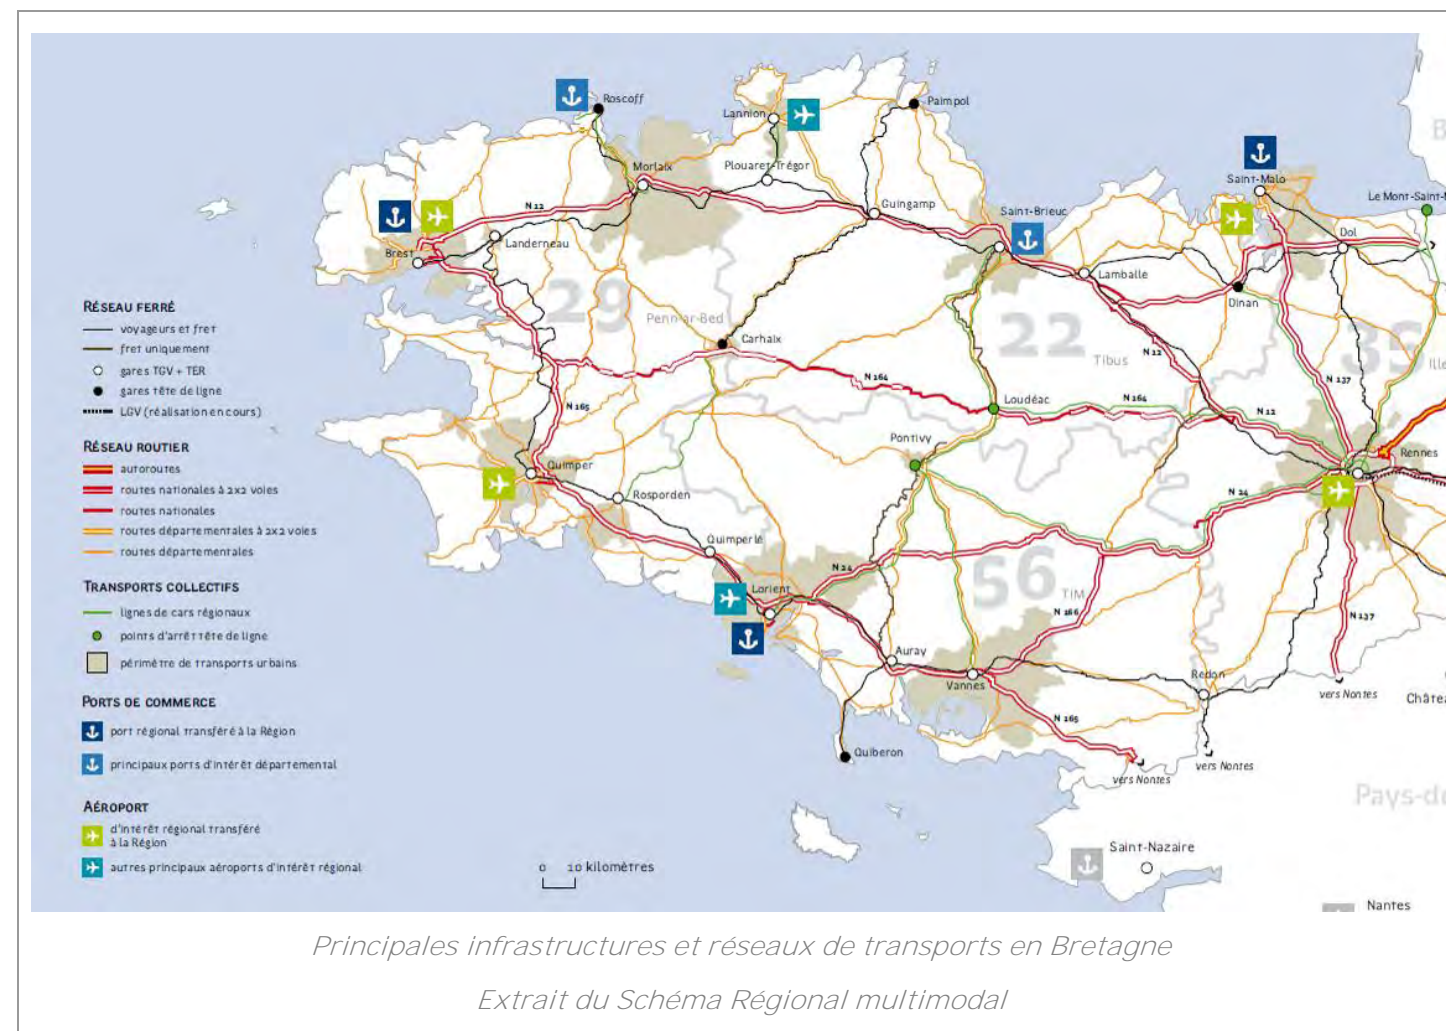 Roscoff
Lannion
Paimpol
Morlaix
Plouaret-Trégor
Saint-Malo
Le Mont-Saint-M
N 12
Guingamp
Saint-Brieuc
Landerneau
Brest
Dol
Lamballe
Dinan
29
Penn-ar-Bed
22
Tibus
35
Ille
Carhaix
N 12
N 137
N 164
N 165
Loudéac
N 164
N 12
Pontivy
Rennes
Quimper
Rosporden
N 24
Quimperlé
N 24
Lorient
56
TIM
N 166
N 137
Auray
Vannes
Redon
vers Nantes
Châtea
N 165
Quiberon
vers Nantes
vers Nantes
Pays-de
Saint-Nazaire
Nantes
RÉSEAU FERRÉ
voyageurs et fret
fret uniquement
gares TGV + TER
gares tête de ligne
LGV (réalisation en cours)
RÉSEAU ROUTIER
autoroutes
routes nationales à 2x2 voies
routes nationales
routes départementales à 2x2 voies
routes départementales
TRANSPORTS COLLECTIFS
lignes de cars régionaux
points d'arrêt tête de ligne
périmètre de transports urbains
PORTS DE COMMERCE
port régional transféré à la Région
principaux ports d'intérêt départemental
AÉROPORT
d'intérêt régional transféré
à la Région
autres principaux aéroports d'intérêt régional
0 10 kilomètres
Principales infrastructures et réseaux de transports en Bretagne
Extrait du Schéma Régional multimodal